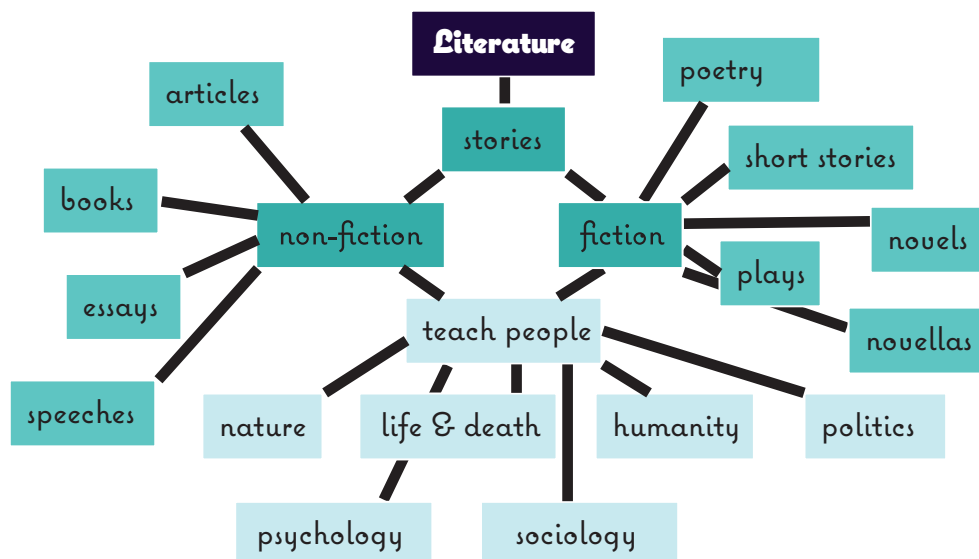 Literature
poetry
articles
stories
short stories
books
non-fiction
fiction
novels
plays
essays
teach people
novellas
speeches
nature
life & death
humanity
politics
psychology
sociology